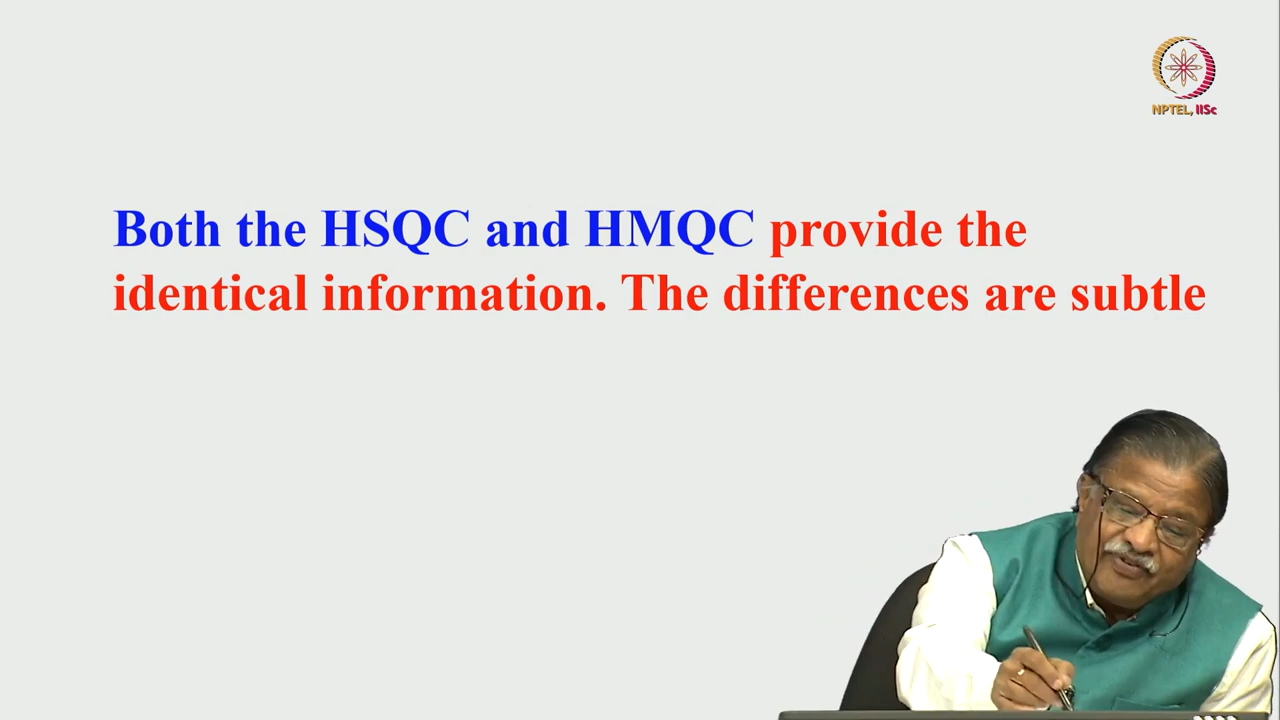 NPTEL, IISc
Both the HSQC and HMQC provide the
identical information. The differences are subtle